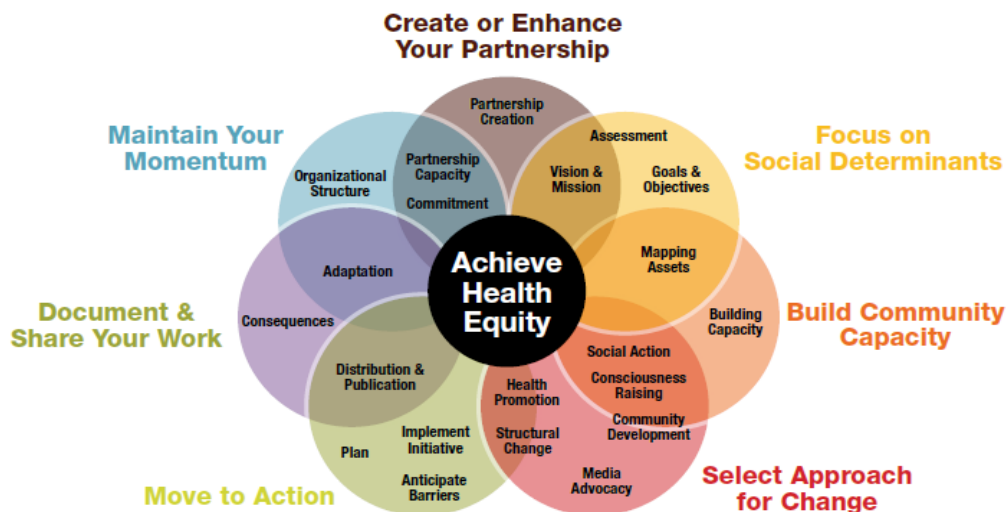 Create or Enhance
Your Partnership
Partnership
Creation
Maintain Your
Momentum
Organizational
Structure
Partnership
Capacity
Commitment
Assessment
Vision &
Mission
Goals &
Objectives
Focus on
Social Determinants
Adaptation
Achieve
Health
Equity
Mapping
Assets
Document &
Share Your Work
Consequences
Building
Capacity
Build Community
Capacity
Distribution &
Publication
Social Action
Consciousness
Raising
Community
Development
Health
Promotion
Structural
Change
Plan
Implement
Initiative
Anticipate
Barriers
Media
Advocacy
Move to Action
Select Approach
for Change